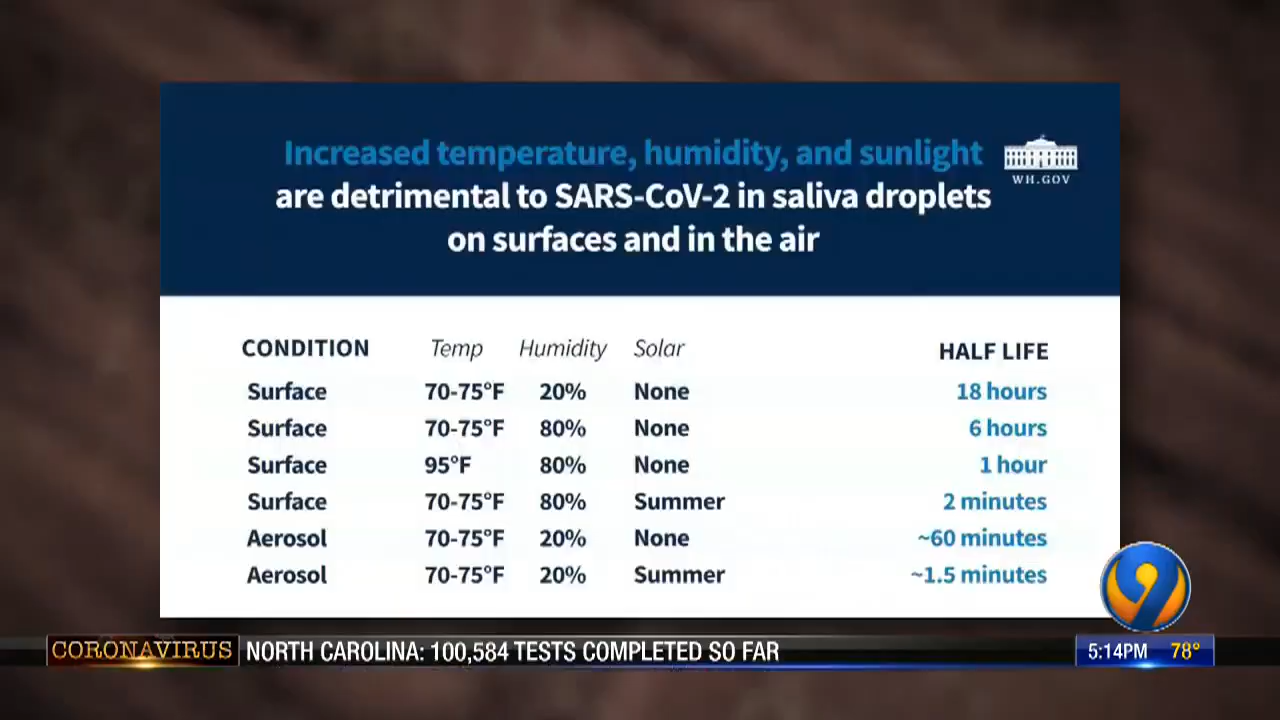 Increased temperature, humidity, and sunlight
are detrimental to SARS-CoV-2 in saliva droplets
on surfaces and in the air
WH.GOV
CONDITION Temp Humidity Solar HALF LIFE
Surface 70-75°F 20% None 18 hours
Surface 70-75°F 80% None 6 hours
Surface 95°F 80% None 1 hour
Surface 70-75°F 80% Summer 2 minutes
Aerosol 70-75°F 20% None ~60 minutes
Aerosol 70-75°F 20% Summer ~1.5 minutes
9
CORONAVIRUS NORTH CAROLINA: 100,584 TESTS COMPLETED SO FAR 5:14PM 78°